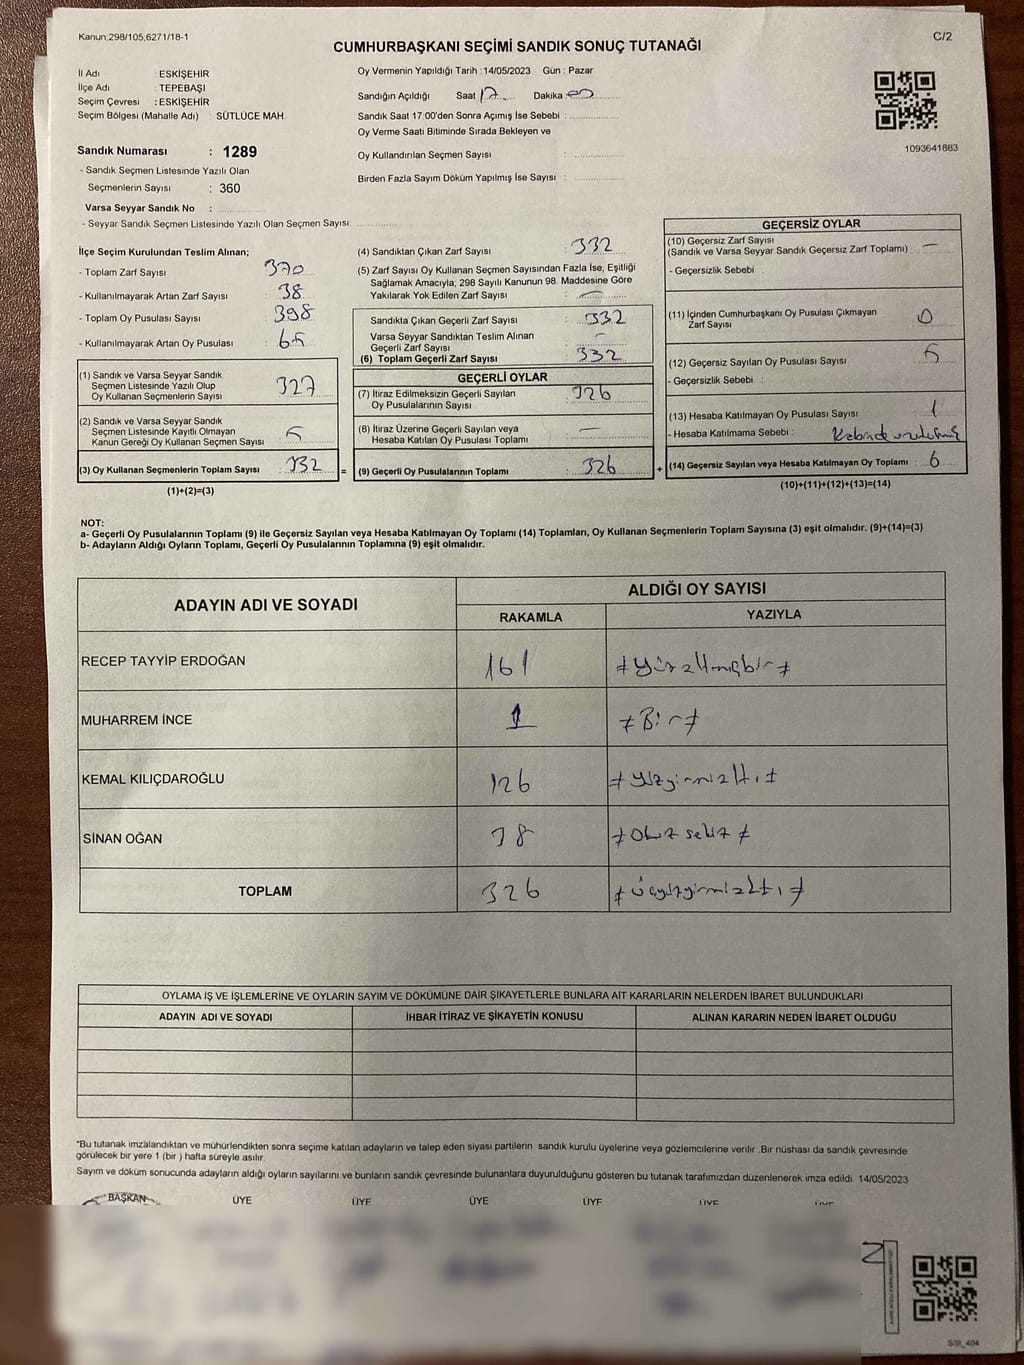 Kanun:298/105,6271/18-1
C/2
CUMHURBAŞKANI SEÇİMİ SANDIK SONUÇ TUTANAĞI
İl Adı : ESKİŞEHİR
İlçe Adı : TEPEBAŞI
Seçim Çevresi : ESKİŞEHİR
Seçim Bölgesi (Mahalle Adı) : SÜTLÜCE MAH.
Sandık Numarası : 1289
- Sandık Seçmen Listesinde Yazılı Olan
Seçmenlerin Sayısı : 360
Varsa Seyyar Sandık No :
- Seyyar Sandık Seçmen Listesinde Yazılı Olan Seçmen Sayısı:
Oy Vermenin Yapıldığı Tarih : 14/05/2023 Gün : Pazar
Sandığın Açıldığı Saat 17 Dakika 00
Sandık Saat 17:00'den Sonra Açımış İse Sebebi :
Oy Verme Saati Bitiminde Sırada Bekleyen ve
Oy Kullandırılan Seçmen Sayısı :
Birden Fazla Sayım Döküm Yapılmış İse Sayısı :
1093641883
İlçe Seçim Kurulundan Teslim Alınan;
- Toplam Zarf Sayısı : 370
- Kullanılmayarak Artan Zarf Sayısı : 38
- Toplam Oy Pusulası Sayısı : 398
- Kullanılmayarak Artan Oy Pusulası : 65
(1) Sandık ve Varsa Seyyar Sandık
Seçmen Listesinde Yazılı Olup
Oy Kullanan Seçmenlerin Sayısı : 327
(2) Sandık ve Varsa Seyyar Sandık
Seçmen Listesinde Kayıtlı Olmayan
Kanun Gereği Oy Kullanan Seçmen Sayısı : 5
(3) Oy Kullanan Seçmenlerin Toplam Sayısı : 332 =
(1)+(2)=(3)
(4) Sandıktan Çıkan Zarf Sayısı : 332
(5) Zarf Sayısı Oy Kullanan Seçmen Sayısından Fazla İse, Eşitliği
Sağlamak Amacıyla; 298 Sayılı Kanunun 98. Maddesine Göre
Yakılarak Yok Edilen Zarf Sayısı : —
Sandıkta Çıkan Geçerli Zarf Sayısı : 332
Varsa Seyyar Sandıktan Teslim Alınan
Geçerli Zarf Sayısı : —
(6) Toplam Geçerli Zarf Sayısı : 332
GEÇERLİ OYLAR
(7) İtiraz Edilmeksizin Geçerli Sayılan
Oy Pusulalarının Sayısı : 326
(8) İtiraz Üzerine Geçerli Sayılan veya
Hesaba Katılan Oy Pusulası Toplamı : —
(9) Geçerli Oy Pusulalarının Toplamı : 326 +
GEÇERSİZ OYLAR
(10) Geçersiz Zarf Sayısı
(Sandık ve Varsa Seyyar Sandık Geçersiz Zarf Toplamı) : —
- Geçersizlik Sebebi :
(11) İçinden Cumhurbaşkanı Oy Pusulası Çıkmayan
Zarf Sayısı : 0
(12) Geçersiz Sayılan Oy Pusulası Sayısı : 5
- Geçersizlik Sebebi :
(13) Hesaba Katılmayan Oy Pusulası Sayısı : 1
- Hesaba Katılmama Sebebi : Kabinde unutulmuş
(14) Geçersiz Sayılan veya Hesaba Katılmayan Oy Toplamı : 6
(10)+(11)+(12)+(13)=(14)
NOT:
a- Geçerli Oy Pusulalarının Toplamı (9) ile Geçersiz Sayılan veya Hesaba Katılmayan Oy Toplamı (14) Toplamları, Oy Kullanan Seçmenlerin Toplam Sayısına (3) eşit olmalıdır. (9)+(14)=(3)
b- Adayların Aldığı Oyların Toplamı, Geçerli Oy Pusulalarının Toplamına (9) eşit olmalıdır.
ADAYIN ADI VE SOYADI
ALDIĞI OY SAYISI
RAKAMLA YAZIYLA
RECEP TAYYİP ERDOĞAN 161 ≠ Yüzaltmışbir ≠
MUHARREM İNCE 1 ≠ Bir ≠
KEMAL KILIÇDAROĞLU 126 ≠ Yüzyirmialtı ≠
SİNAN OĞAN 38 ≠ Otuz sekiz ≠
TOPLAM 326 ≠ Üçyüzyirmialtı ≠
OYLAMA İŞ VE İŞLEMLERİNE VE OYLARIN SAYIM VE DÖKÜMÜNE DAİR ŞİKAYETLERLE BUNLARA AİT KARARLARIN NELERDEN İBARET BULUNDUKLARI
ADAYIN ADI VE SOYADI İHBAR İTİRAZ VE ŞİKAYETİN KONUSU ALINAN KARARIN NEDEN İBARET OLDUĞU
*Bu tutanak imzalandıktan ve mühürlendikten sonra seçime katılan adayların ve talep eden siyasi partilerin sandık kurulu üyelerine veya gözlemcilerine verilir. Bir nüshası da sandık çevresinde
görülecek bir yere 1 (bir ) hafta süreyle asılır.
Sayım ve döküm sonucunda adayların aldığı oyların sayılarını ve bunların sandık çevresinde bulunanlara duyurulduğunu gösteren bu tutanak tarafımızdan düzenlenerek imza edildi. 14/05/2023
BAŞKAN ÜYE ÜYE ÜYE ÜYE ÜYE ÜYE